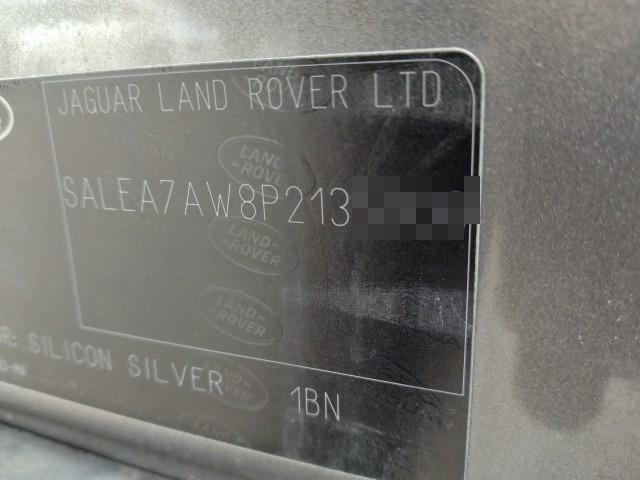 JAGUAR LAND ROVER LTD
LAND
-ROVER
SALEA7AW8P213
LAND-
-ROVER
LAND-
-ROVER
SILICON SILVER
1BN